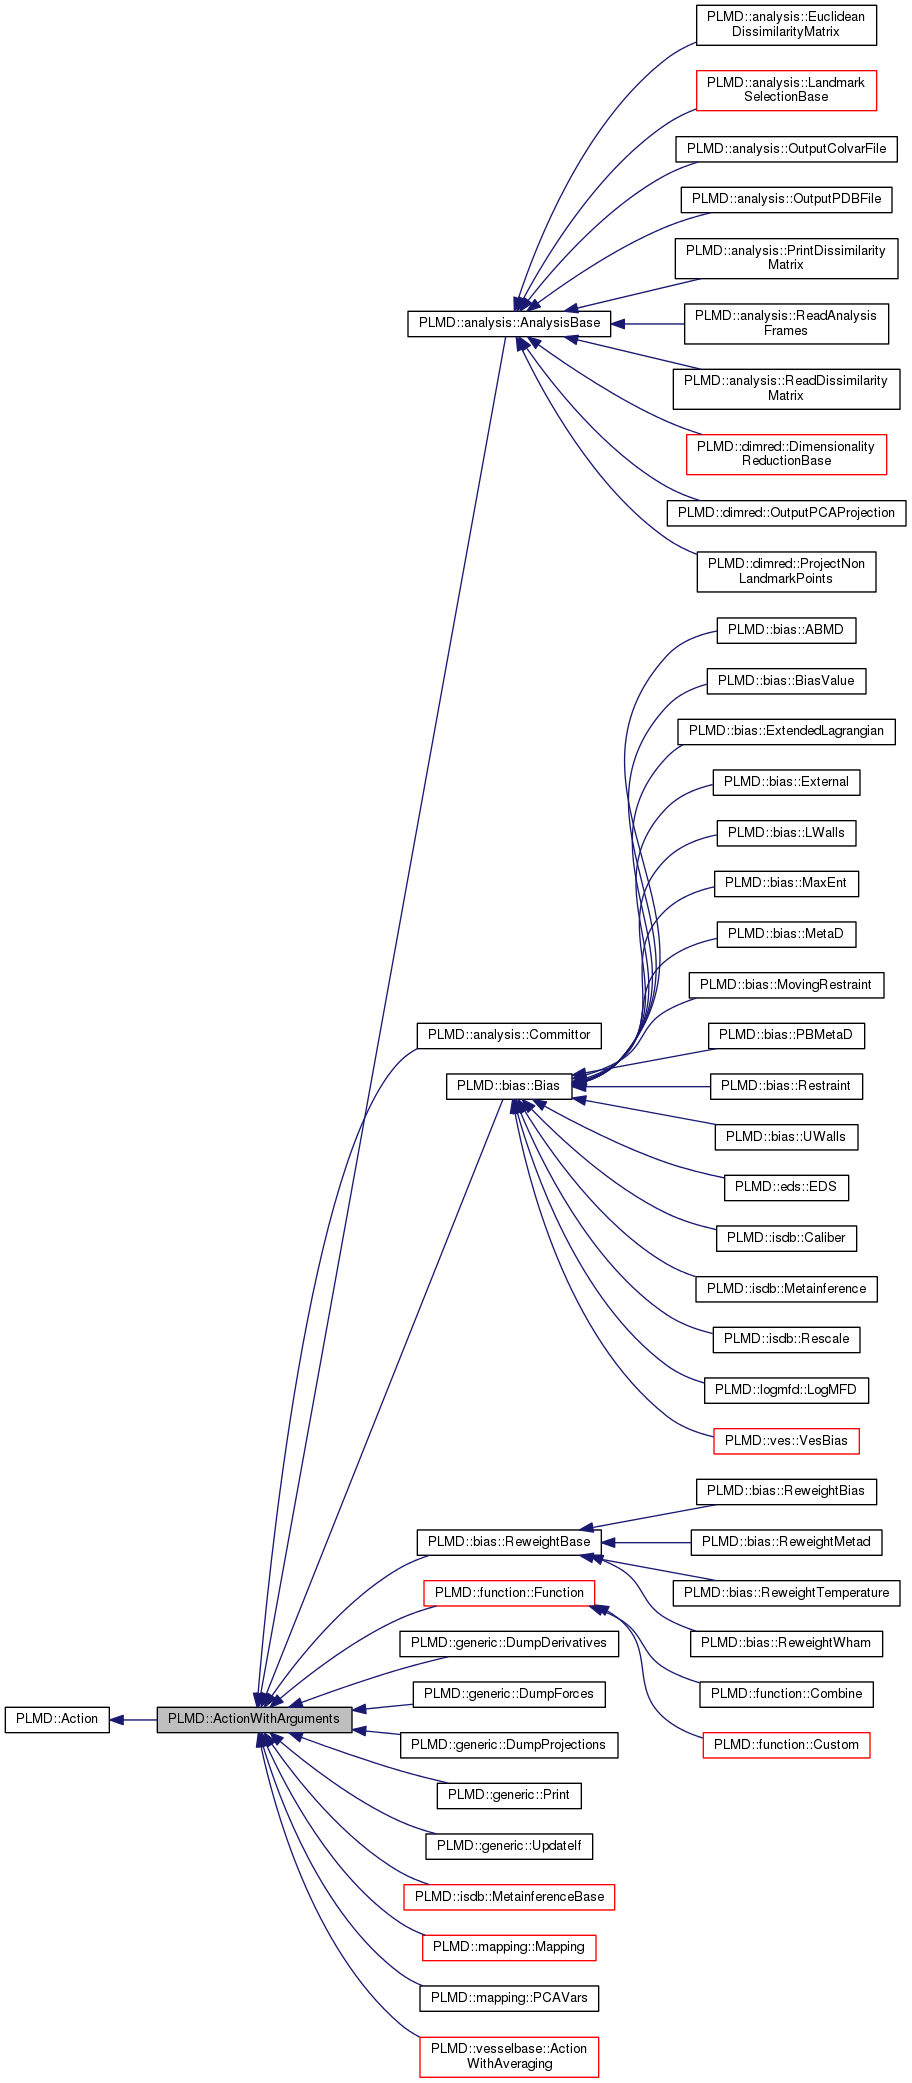 PLMD::analysis::Euclidean
DissimilarityMatrix
PLMD::analysis::Landmark
SelectionBase
PLMD::analysis::OutputColvarFile
PLMD::analysis::OutputPDBFile
PLMD::analysis::PrintDissimilarity
Matrix
PLMD::analysis::AnalysisBase
PLMD::analysis::ReadAnalysis
Frames
PLMD::analysis::ReadDissimilarity
Matrix
PLMD::dimred::Dimensionality
ReductionBase
PLMD::dimred::OutputPCAProjection
PLMD::dimred::ProjectNon
LandmarkPoints
PLMD::bias::ABMD
PLMD::bias::BiasValue
PLMD::bias::ExtendedLagrangian
PLMD::bias::External
PLMD::bias::LWalls
PLMD::bias::MaxEnt
PLMD::bias::MetaD
PLMD::bias::MovingRestraint
PLMD::analysis::Committor
PLMD::bias::PBMetaD
PLMD::bias::Bias
PLMD::bias::Restraint
PLMD::bias::UWalls
PLMD::eds::EDS
PLMD::isdb::Caliber
PLMD::isdb::Metainference
PLMD::isdb::Rescale
PLMD::logmfd::LogMFD
PLMD::ves::VesBias
PLMD::bias::ReweightBias
PLMD::bias::ReweightBase
PLMD::bias::ReweightMetad
PLMD::function::Function
PLMD::bias::ReweightTemperature
PLMD::generic::DumpDerivatives
PLMD::bias::ReweightWham
PLMD::generic::DumpForces
PLMD::function::Combine
PLMD::Action
PLMD::ActionWithArguments
PLMD::generic::DumpProjections
PLMD::function::Custom
PLMD::generic::Print
PLMD::generic::UpdateIf
PLMD::isdb::MetainferenceBase
PLMD::mapping::Mapping
PLMD::mapping::PCAVars
PLMD::vesselbase::Action
WithAveraging